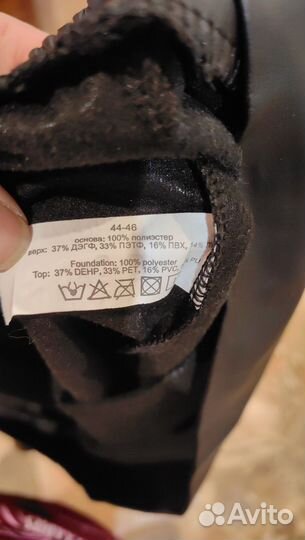 44-46
основа: 100% полиэстер
верх: 37% ДЭГФ, 33% ПЭТФ, 16% ПВХ, 14%
Foundation: 100% polyester
Top: 37% DEHP, 33% PET, 16% PVC,
Avito